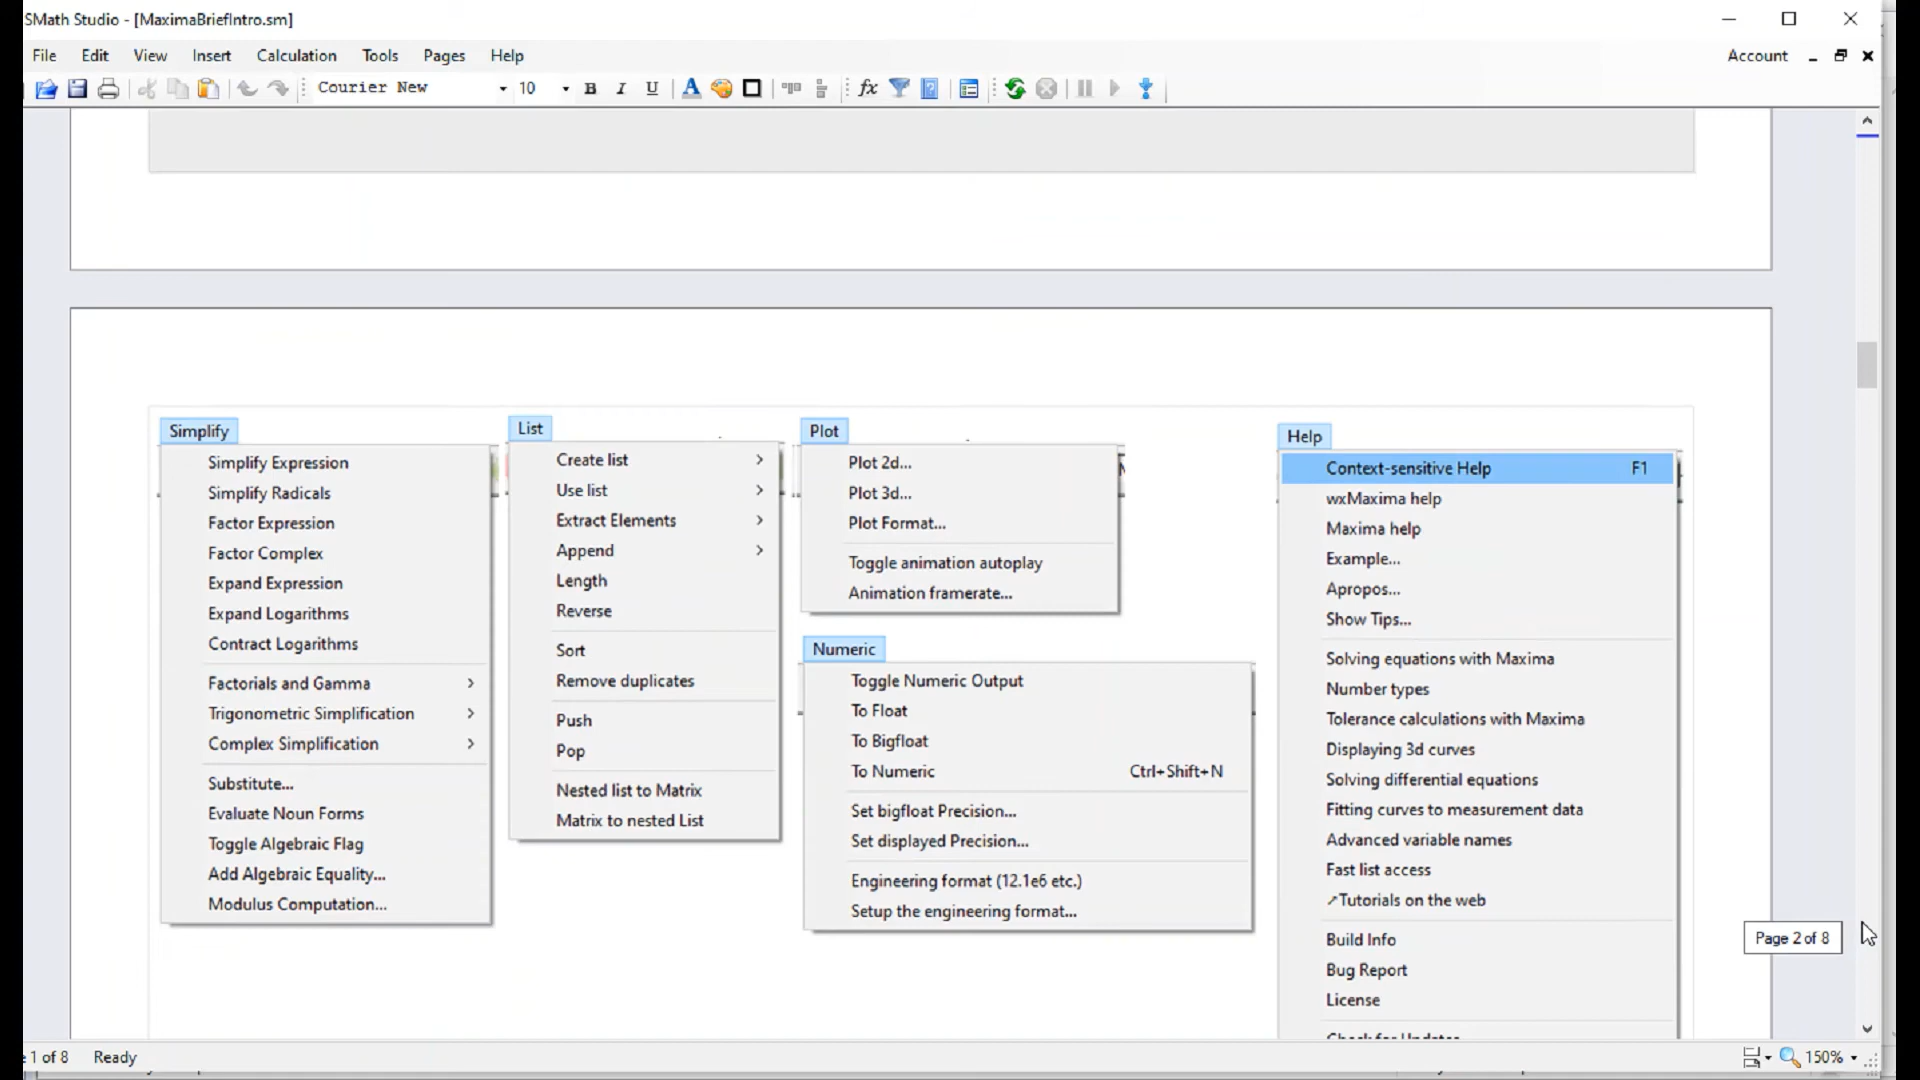 SMath Studio - [MaximaBriefIntro.sm]
File Edit View Insert Calculation Tools Pages Help Account
Courier New 10 B I U fx
Simplify
Simplify Expression
Simplify Radicals
Factor Expression
Factor Complex
Expand Expression
Expand Logarithms
Contract Logarithms
Factorials and Gamma
Trigonometric Simplification
Complex Simplification
Substitute...
Evaluate Noun Forms
Toggle Algebraic Flag
Add Algebraic Equality...
Modulus Computation...
List
Create list
Use list
Extract Elements
Append
Length
Reverse
Sort
Remove duplicates
Push
Pop
Nested list to Matrix
Matrix to nested List
Plot
Plot 2d...
Plot 3d...
Plot Format...
Toggle animation autoplay
Animation framerate...
Numeric
Toggle Numeric Output
To Float
To Bigfloat
To Numeric Ctrl+Shift+N
Set bigfloat Precision...
Set displayed Precision...
Engineering format (12.1e6 etc.)
Setup the engineering format...
Help
Context-sensitive Help F1
wxMaxima help
Maxima help
Example...
Apropos...
Show Tips...
Solving equations with Maxima
Number types
Tolerance calculations with Maxima
Displaying 3d curves
Solving differential equations
Fitting curves to measurement data
Advanced variable names
Fast list access
↗Tutorials on the web
Build Info
Bug Report
License
Page 2 of 8
1 of 8 Ready 150%